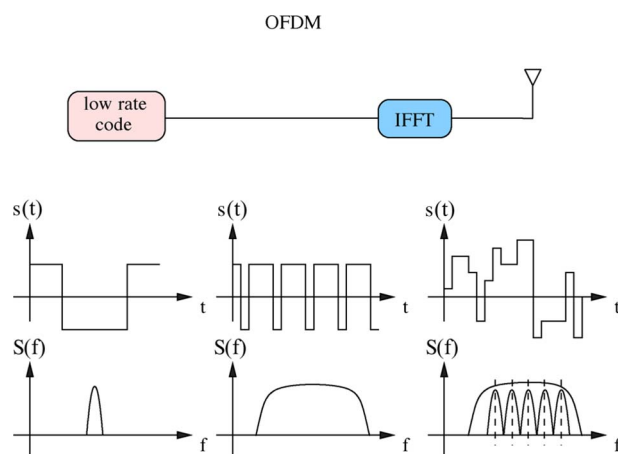 OFDM
low rate
code
IFFT
s(t)
s(t)
s(t)
t
t
t
S(f)
S(f)
S(f)
f
f
f